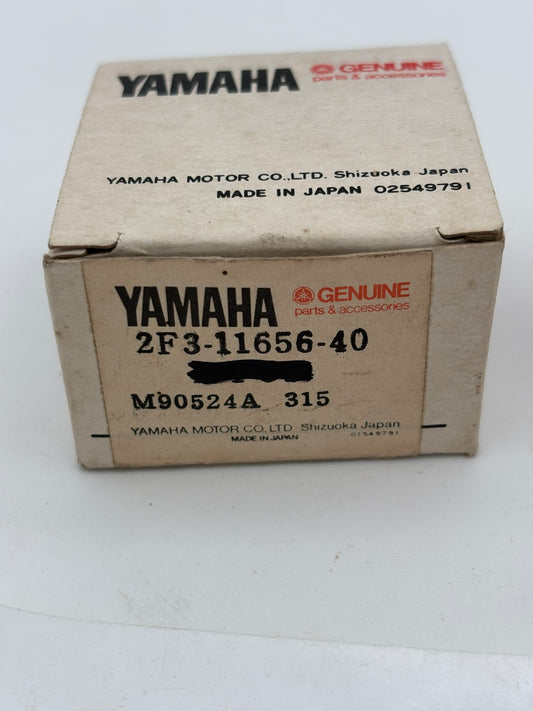 YAMAHA GENUINE
parts & accessories
YAMAHA MOTOR CO.,LTD. Shizuoka Japan
MADE IN JAPAN 02549791
YAMAHA GENUINE
parts & accessories
2F3-11656-40
M90524A 315
YAMAHA MOTOR CO.LTD Shizuoka Japan
MADE IN JAPAN 01549791